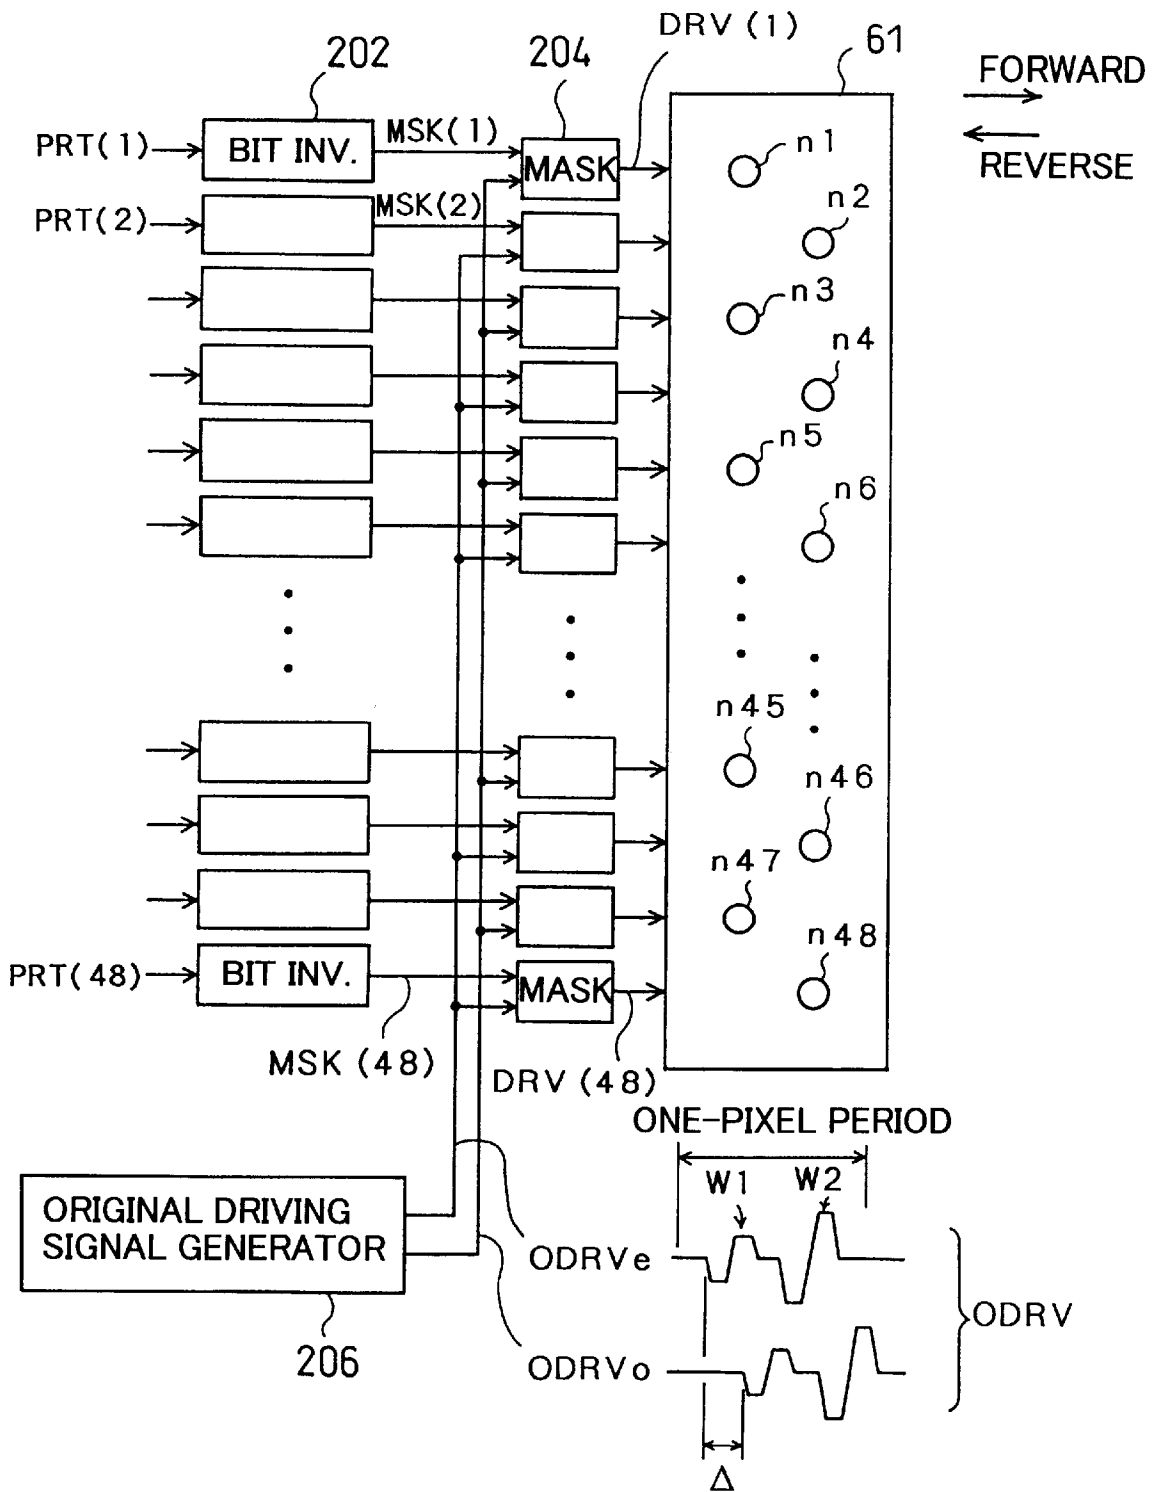 DRV (1)
202
204
61
FORWARD
REVERSE
PRT(1)
BIT INV.
MSK(1)
MASK
n1
PRT(2)
MSK(2)
n2
n3
n4
n5
n6
n45
n46
n47
n48
PRT(48)
BIT INV.
MASK
MSK (48)
DRV (48)
ONE-PIXEL PERIOD
W1
W2
ORIGINAL DRIVING
SIGNAL GENERATOR
206
ODRVe
ODRVo
ODRV
Δ